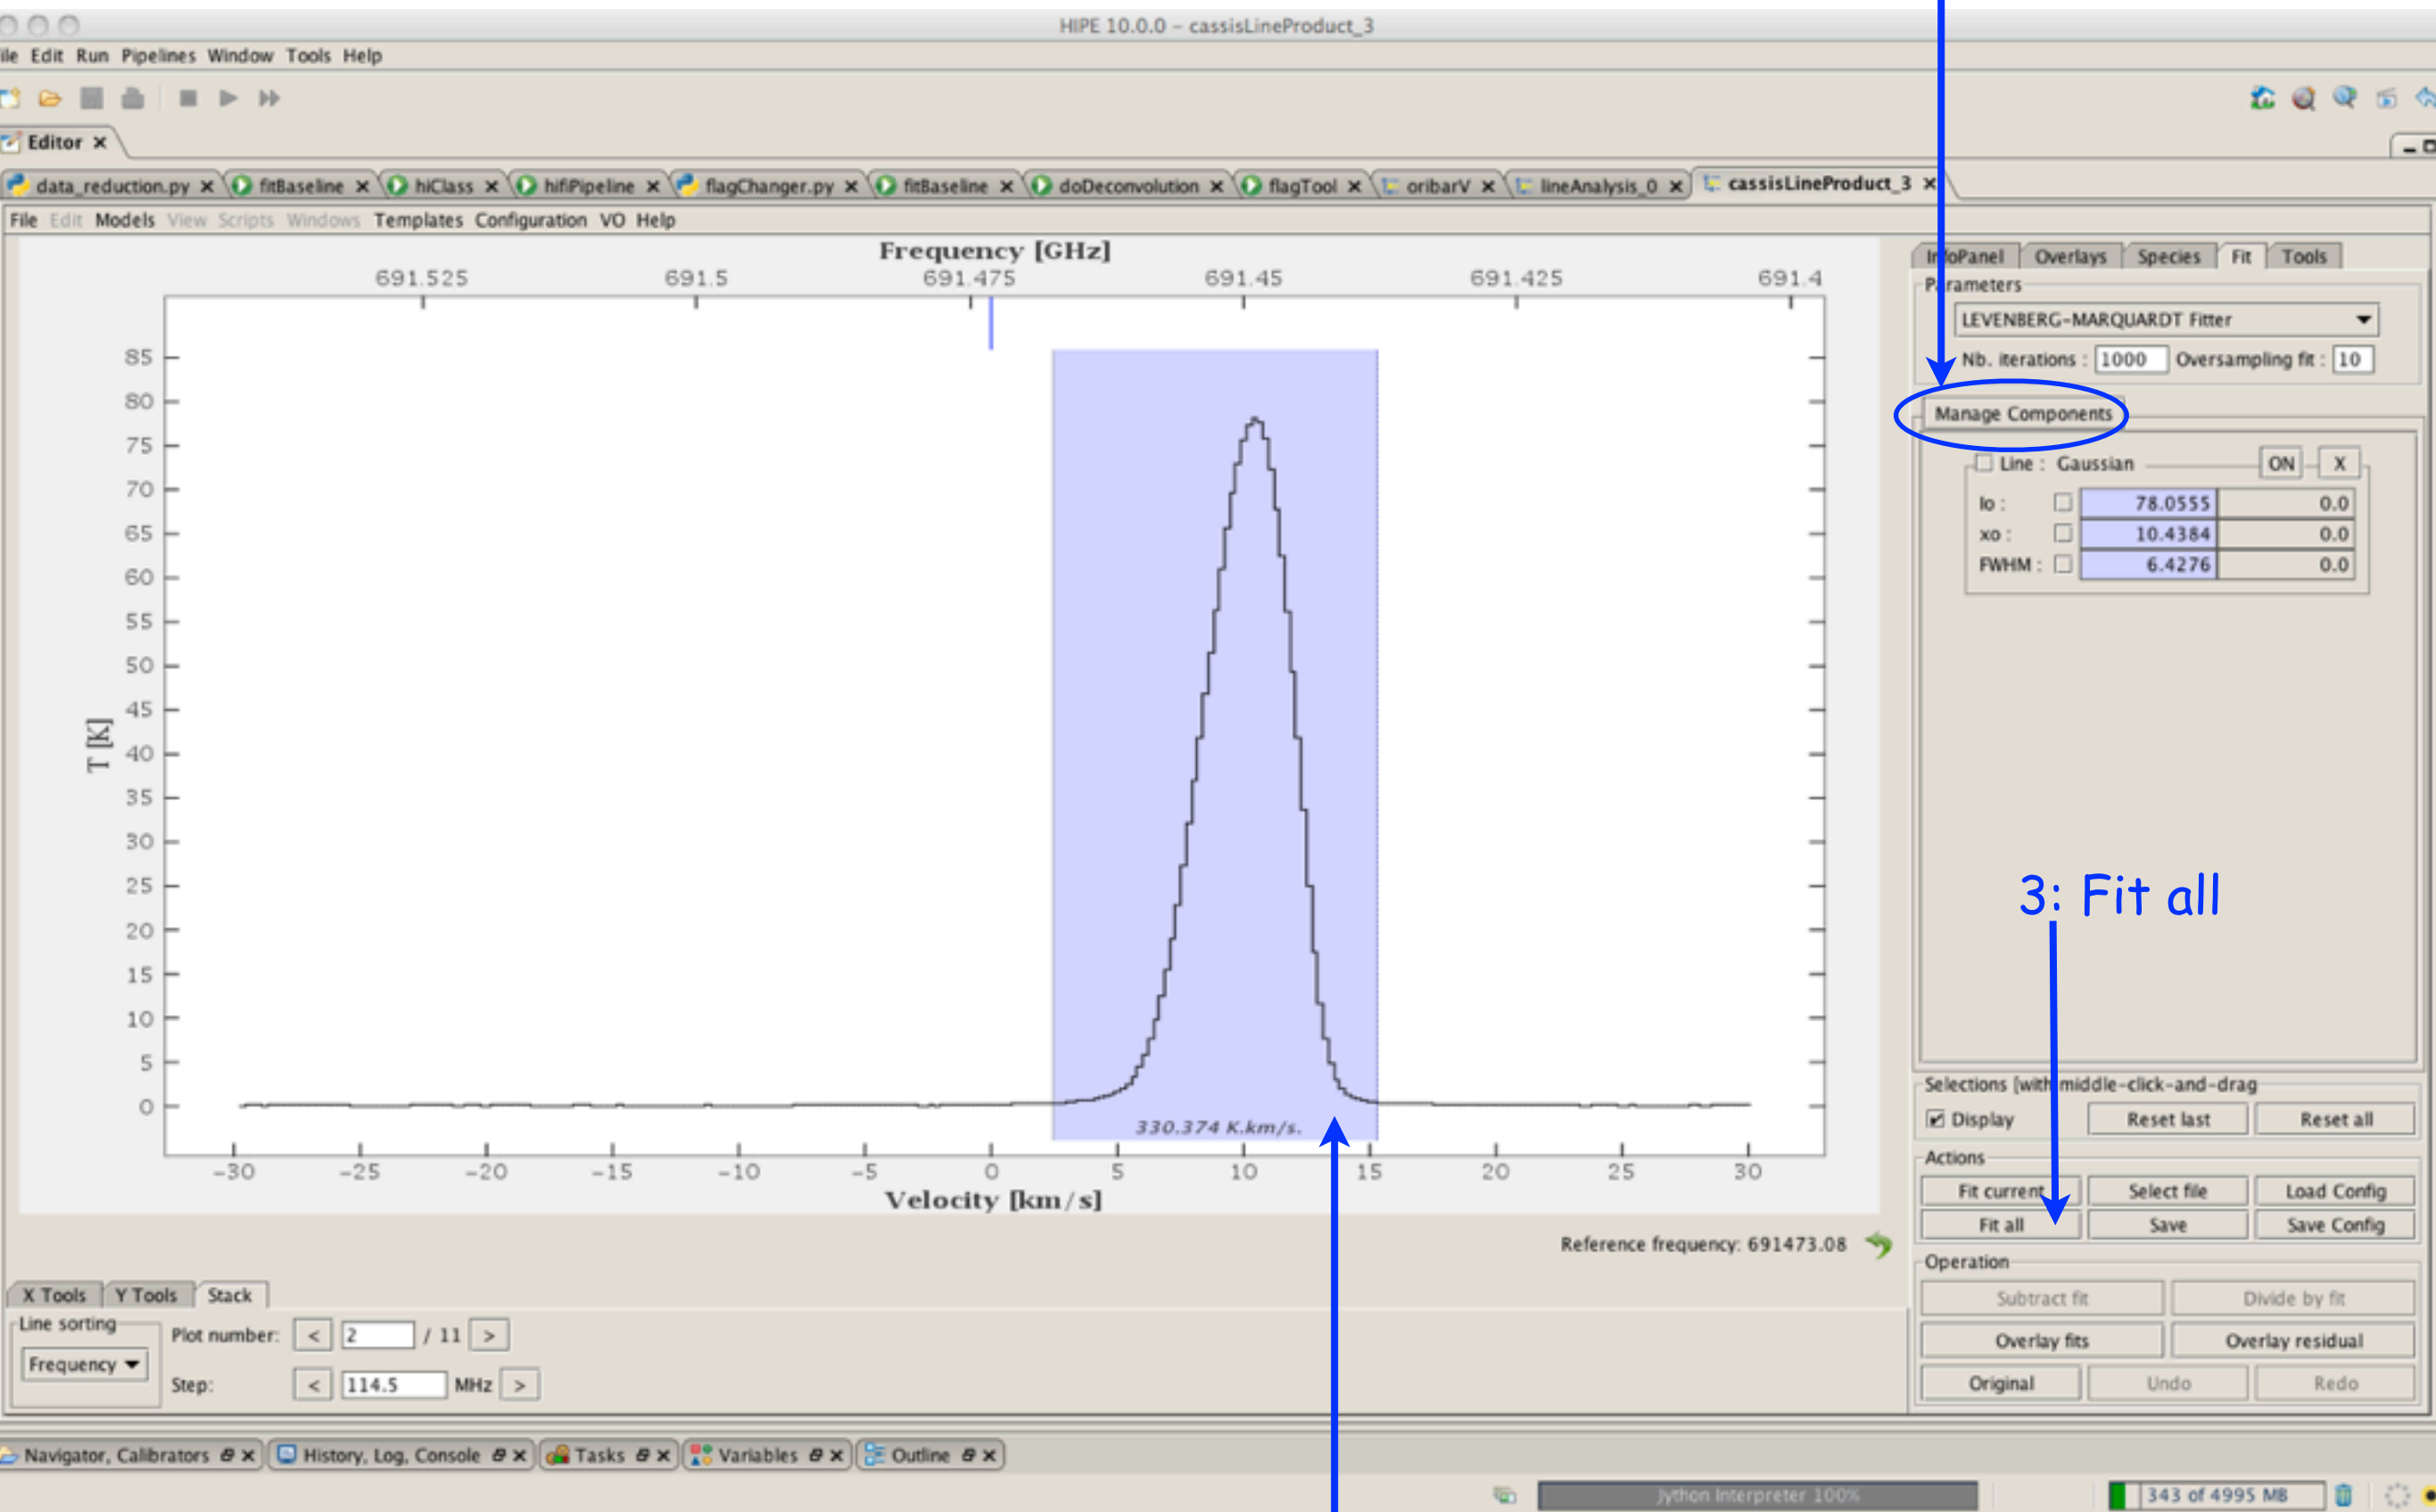 HIPE 10.0.0 - cassisLineProduct_3
ile Edit Run Pipelines Window Tools Help
Editor
data_reduction.py fitBaseline hiClass hifiPipeline flagChanger.py fitBaseline doDeconvolution flagTool oribarV lineAnalysis_0 cassisLineProduct_3
File Edit Models View Scripts Windows Templates Configuration VO Help
Frequency [GHz]
691.525 691.5 691.475 691.45 691.425 691.4
85
80
75
70
65
60
55
50
45
40
35
30
25
20
15
10
5
0
T [K]
330.374 K.km/s.
-30 -25 -20 -15 -10 -5 0 5 10 15 20 25 30
Velocity [km/s]
Reference frequency: 691473.08
InfoPanel Overlays Species Fit Tools
Parameters
LEVENBERG-MARQUARDT Fitter
Nb. iterations : 1000 Oversampling fit : 10
Manage Components
Line : Gaussian ON X
Io : 78.0555 0.0
xo : 10.4384 0.0
FWHM : 6.4276 0.0
3: Fit all
Selections [with middle-click-and-drag
Display Reset last Reset all
Actions
Fit current Select file Load Config
Fit all Save Save Config
Operation
Subtract fit Divide by fit
Overlay fits Overlay residual
Original Undo Redo
X Tools Y Tools Stack
Line sorting
Frequency
Plot number: < 2 / 11 >
Step: < 114.5 MHz >
Navigator, Calibrators History, Log, Console Tasks Variables Outline
Jython Interpreter 100%
343 of 4995 MB